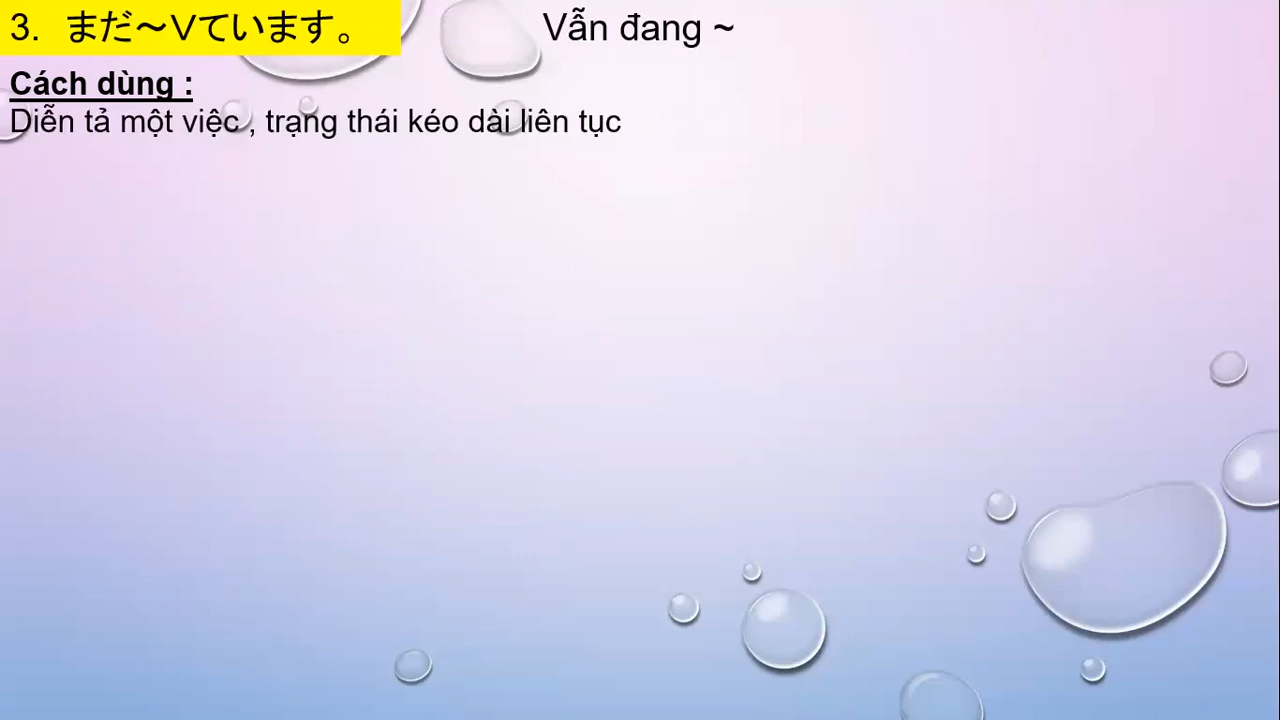 3. まだ～Vています。
Vẫn đang ~
Cách dùng :
Diễn tả một việc , trạng thái kéo dài liên tục